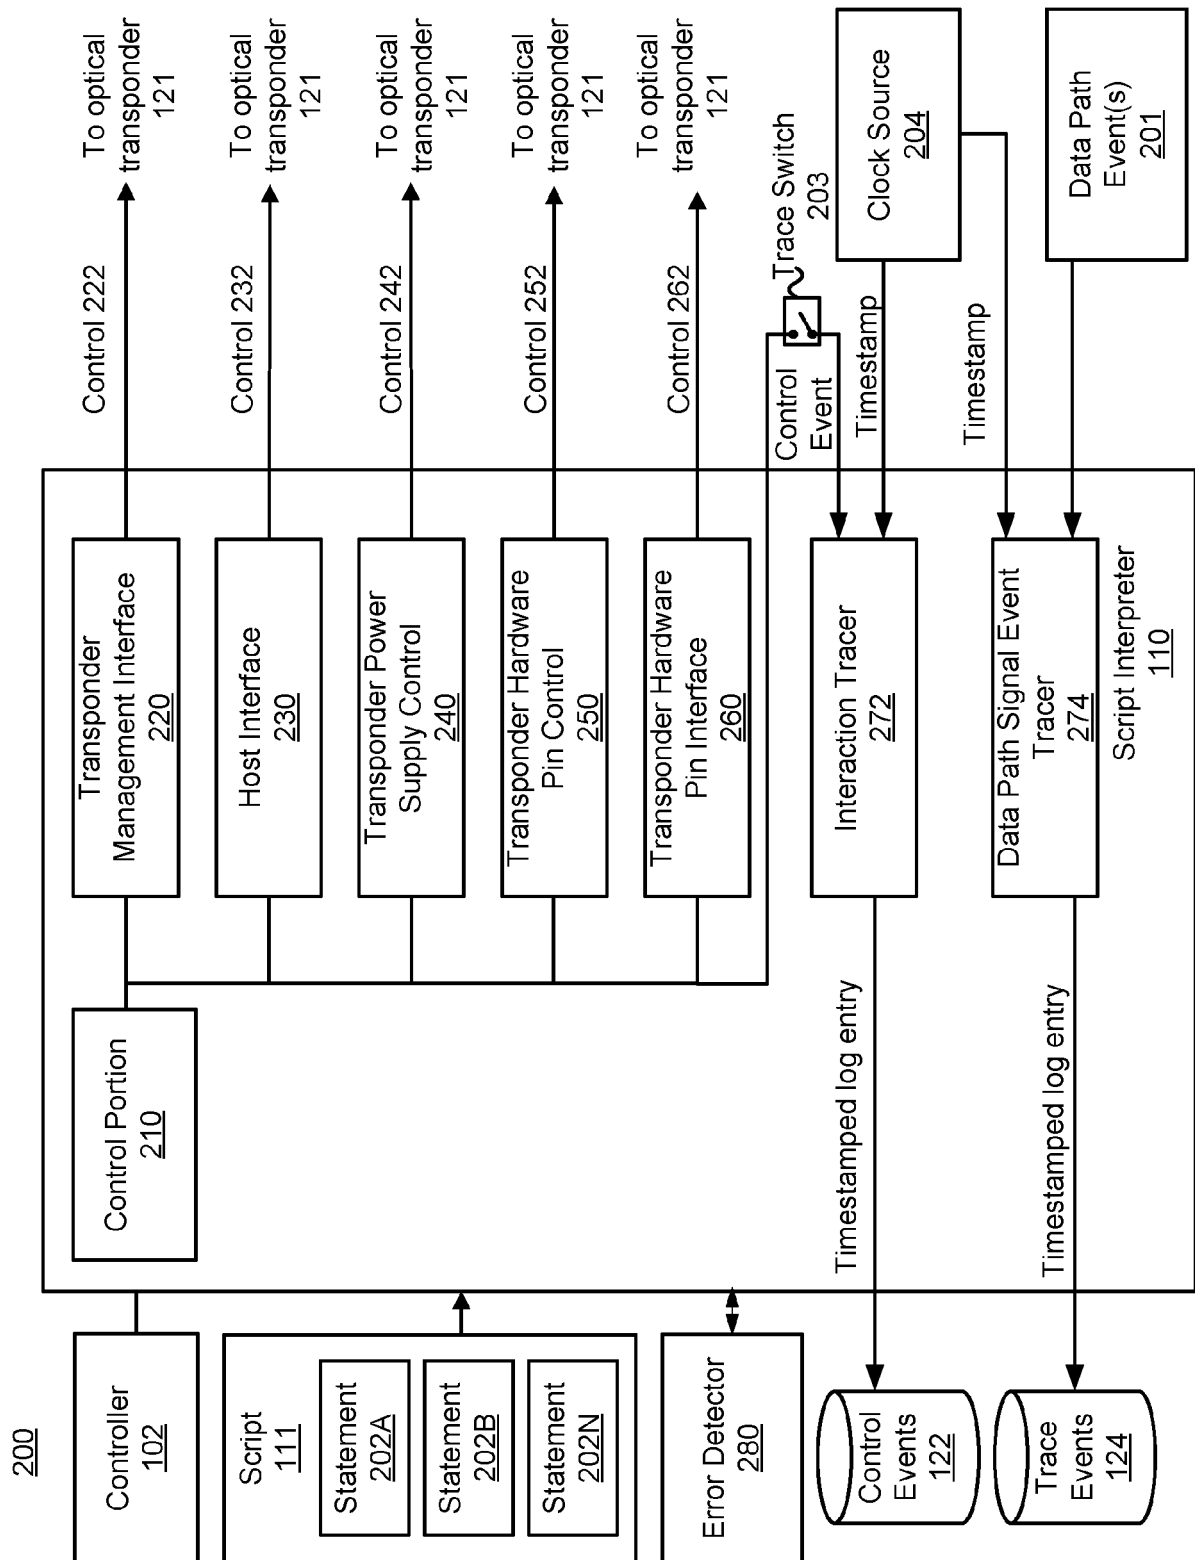 200
Controller
102
Script
111
Statement
202A
Statement
202B
Statement
202N
Error Detector
280
Control
Events
122
Trace
Events
124
Control Portion
210
Timestamped log entry
Timestamped log entry
Transponder
Management Interface
220
Host Interface
230
Transponder Power
Supply Control
240
Transponder Hardware
Pin Control
250
Transponder Hardware
Pin Interface
260
Interaction Tracer
272
Data Path Signal Event
Tracer
274
Script Interpreter
110
Control 222
Control 232
Control 242
Control 252
Control 262
Control
Event
Timestamp
Timestamp
To optical
transponder
121
To optical
transponder
121
To optical
transponder
121
To optical
transponder
121
To optical
transponder
121
Trace Switch
203
Clock Source
204
Data Path
Event(s)
201